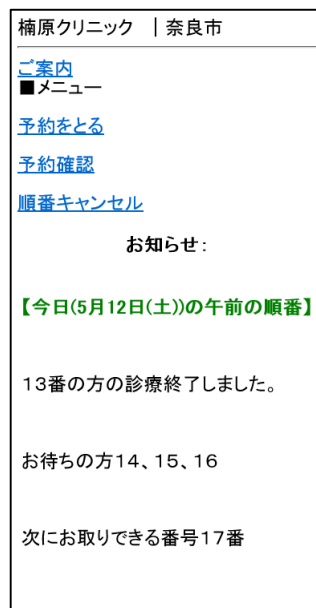 楠原クリニック ｜奈良市
ご案内
■メニュー
予約をとる
予約確認
順番キャンセル
お知らせ：
【今日(5月12日(土))の午前の順番】
１３番の方の診療終了しました。
お待ちの方１４、１５、１６
次にお取りできる番号１７番